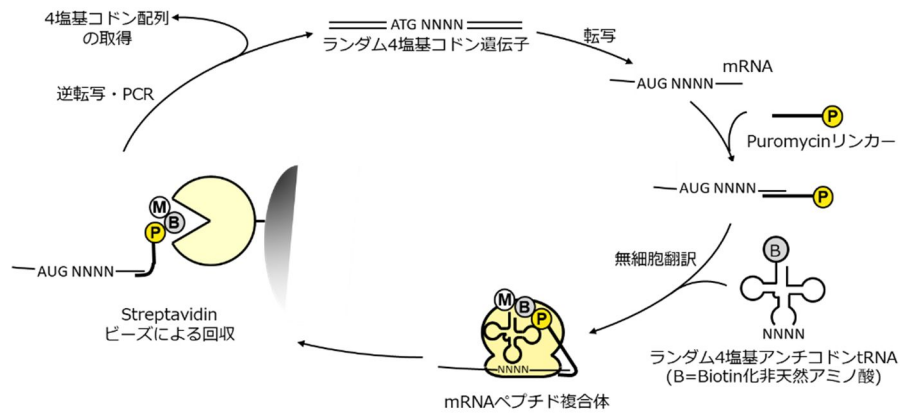 4塩基コドン配列
の取得
ATG NNNN
ランダム4塩基コドン遺伝子
転写
mRNA
AUG NNNN
P
Puromycinリンカー
AUG NNNN
P
無細胞翻訳
B
NNNN
ランダム4塩基アンチコドンtRNA
(B=Biotin化非天然アミノ酸)
M
B
P
NNNN
mRNAペプチド複合体
M
B
P
AUG NNNN
Streptavidin
ビーズによる回収
逆転写・PCR